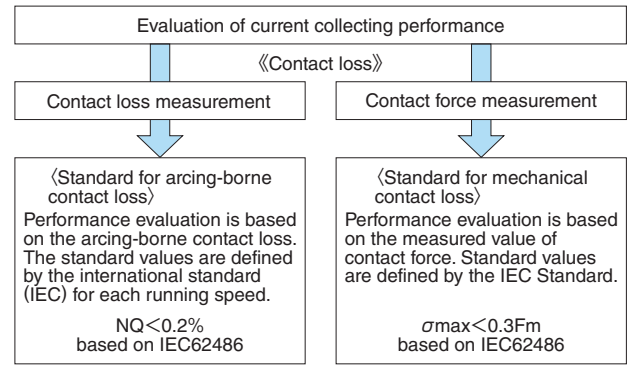 Evaluation of current collecting performance
《Contact loss》
Contact loss measurement
Contact force measurement
〈Standard for arcing-borne
contact loss〉
Performance evaluation is based
on the arcing-borne contact loss.
The standard values are defined
by the international standard
(IEC) for each running speed.
NQ<0.2%
based on IEC62486
〈Standard for mechanical
contact loss〉
Performance evaluation is based
on the measured value of
contact force. Standard values
are defined by the IEC Standard.
σmax<0.3Fm
based on IEC62486